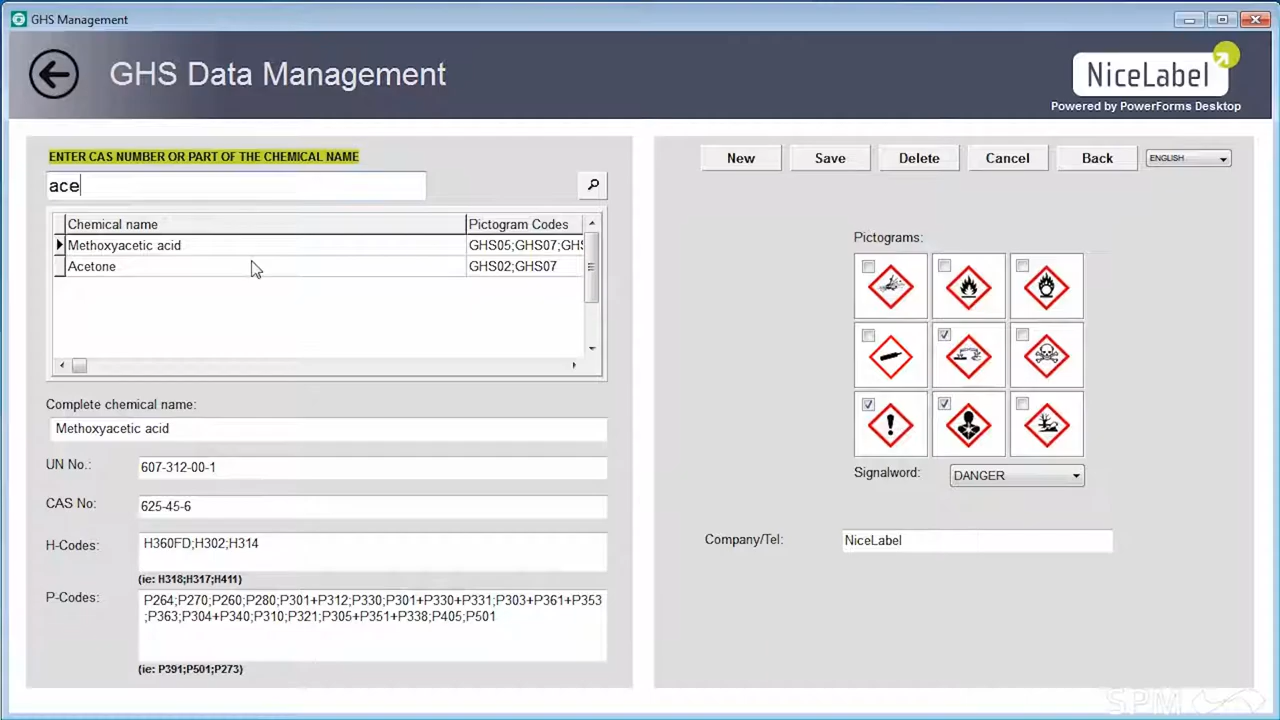 GHS Management
GHS Data Management
NiceLabel
Powered by PowerForms Desktop
ENTER CAS NUMBER OR PART OF THE CHEMICAL NAME
ace
Chemical name Pictogram Codes
Methoxyacetic acid GHS05;GHS07;GHS
Acetone GHS02;GHS07
Complete chemical name:
Methoxyacetic acid
UN No.: 607-312-00-1
CAS No: 625-45-6
H-Codes: H360FD;H302;H314
(ie: H318;H317;H411)
P-Codes: P264;P270;P260;P280;P301+P312;P330;P301+P330+P331;P303+P361+P353
;P363;P304+P340;P310;P321;P305+P351+P338;P405;P501
(ie: P391;P501;P273)
New Save Delete Cancel Back ENGLISH
Pictograms:
Signalword: DANGER
Company/Tel: NiceLabel
SPM